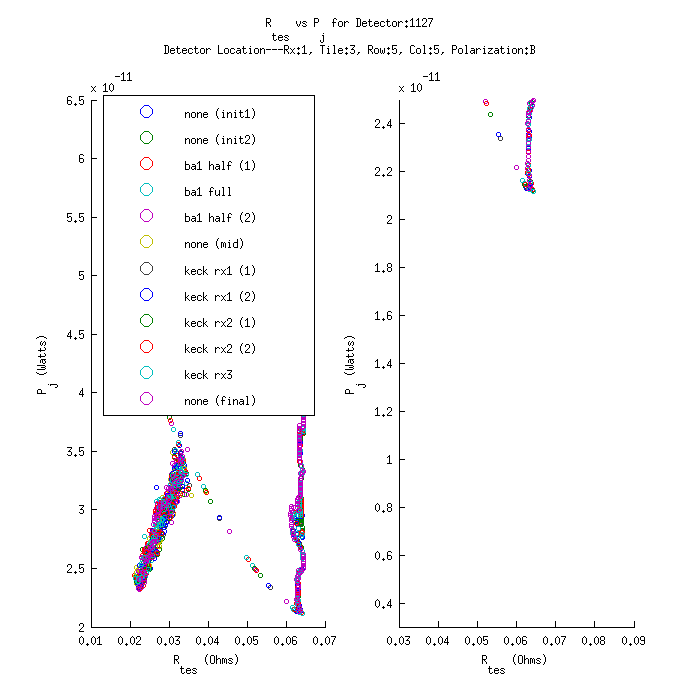 R tes vs P j for Detector:1127
Detector Location---Rx:1, Tile:3, Row:5, Col:5, Polarization:B
x 10^-11
x 10^-11
6.5
6
5.5
5
4.5
4
3.5
3
2.5
2
P j (Watts)
none (init1)
none (init2)
ba1 half (1)
ba1 full
ba1 half (2)
none (mid)
keck rx1 (1)
keck rx1 (2)
keck rx2 (1)
keck rx2 (2)
keck rx3
none (final)
0.01 0.02 0.03 0.04 0.05 0.06 0.07
R tes (Ohms)
2.4
2.2
2
1.8
1.6
1.4
1.2
1
0.8
0.6
0.4
P j (Watts)
0.03 0.04 0.05 0.06 0.07 0.08 0.09
R tes (Ohms)